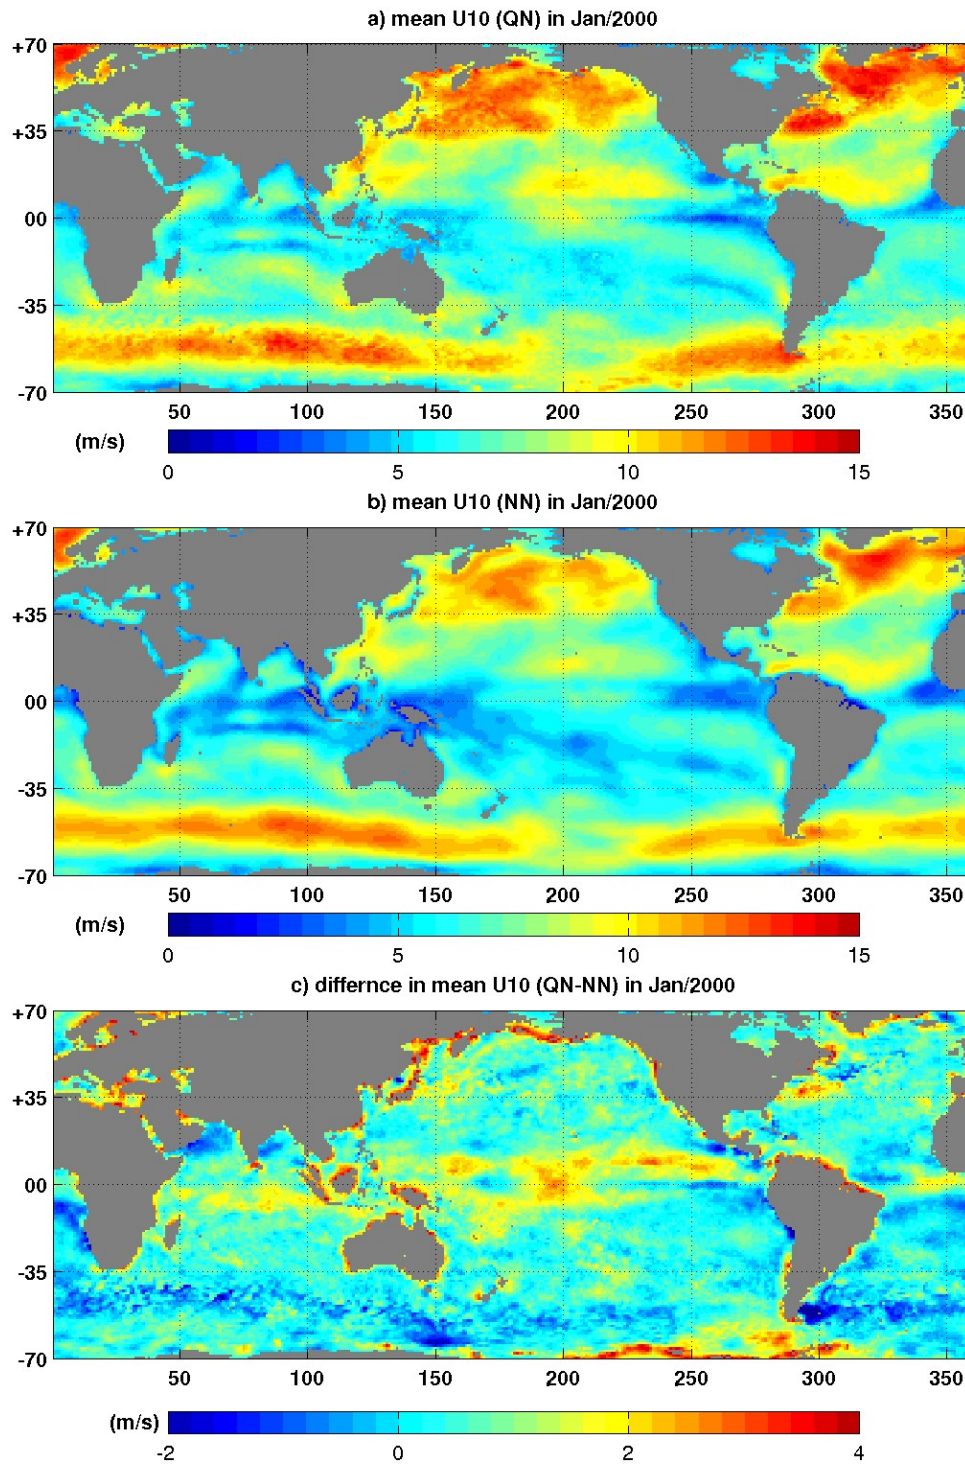 a) mean U10 (QN) in Jan/2000
+70
+35
00
-35
-70
50 100 150 200 250 300 350
(m/s)
0 5 10 15
b) mean U10 (NN) in Jan/2000
+70
+35
00
-35
-70
50 100 150 200 250 300 350
(m/s)
0 5 10 15
c) differnce in mean U10 (QN-NN) in Jan/2000
+70
+35
00
-35
-70
50 100 150 200 250 300 350
(m/s)
-2 0 2 4